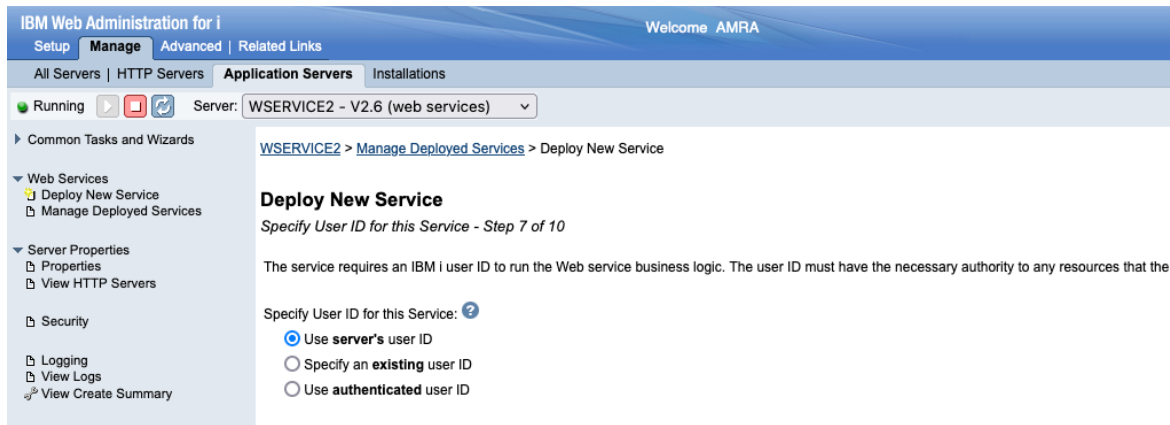 IBM Web Administration for i
Welcome AMRA
Setup Manage Advanced | Related Links
All Servers | HTTP Servers Application Servers Installations
Running Server: WSERVICE2 - V2.6 (web services)
Common Tasks and Wizards
Web Services
Deploy New Service
Manage Deployed Services
Server Properties
Properties
View HTTP Servers
Security
Logging
View Logs
View Create Summary
WSERVICE2 > Manage Deployed Services > Deploy New Service
Deploy New Service
Specify User ID for this Service - Step 7 of 10
The service requires an IBM i user ID to run the Web service business logic. The user ID must have the necessary authority to any resources that the
Specify User ID for this Service: ?
Use server's user ID
Specify an existing user ID
Use authenticated user ID